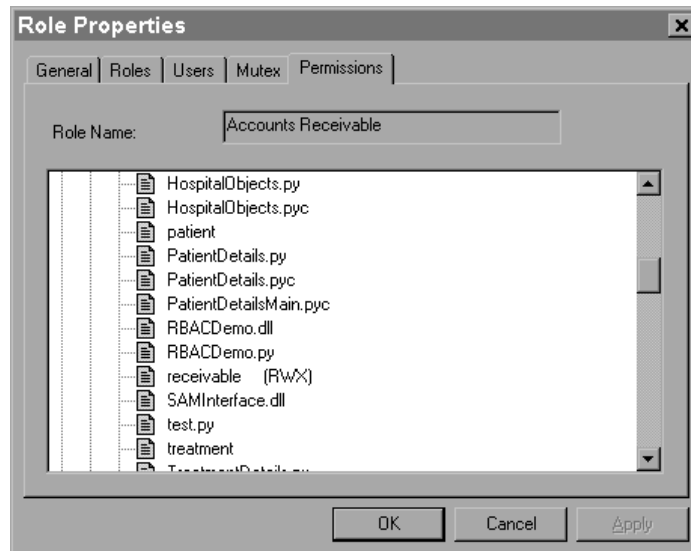 Role Properties
General Roles Users Mutex Permissions
Role Name: Accounts Receivable
HospitalObjects.py
HospitalObjects.pyc
patient
PatientDetails.py
PatientDetails.pyc
PatientDetailsMain.pyc
RBACDemo.dll
RBACDemo.py
receivable (RWX)
SAMInterface.dll
test.py
treatment
OK Cancel Apply